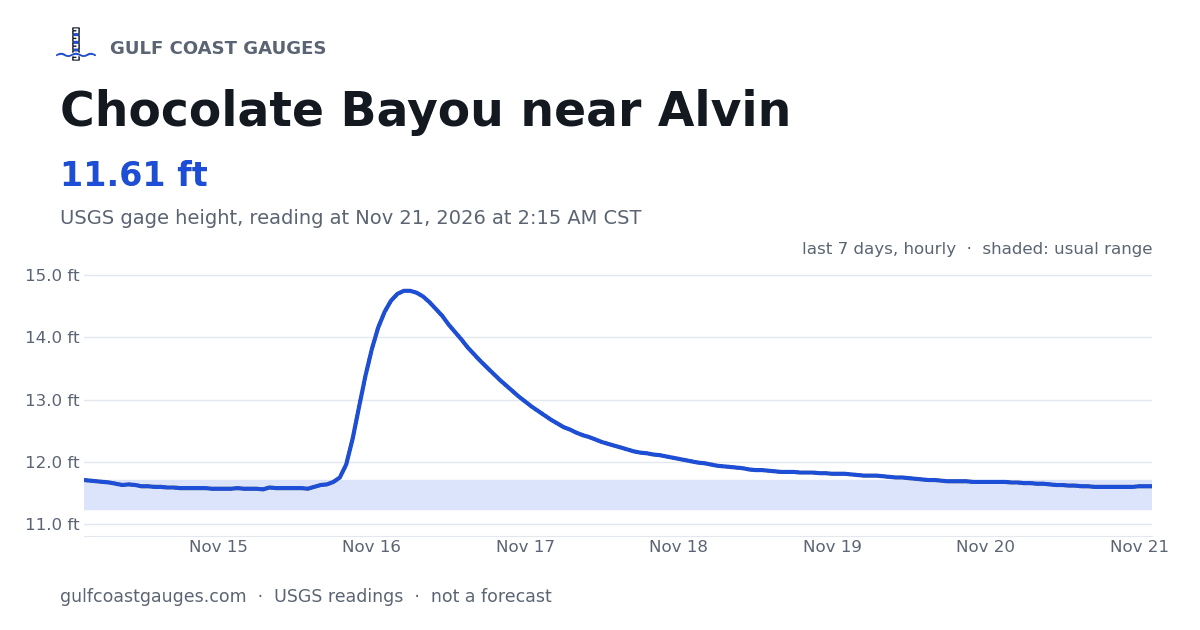 GULF COAST GAUGES
Chocolate Bayou near Alvin
11.61 ft
USGS gage height, reading at Nov 21, 2026 at 2:15 AM CST
last 7 days, hourly · shaded: usual range
15.0 ft
14.0 ft
13.0 ft
12.0 ft
11.0 ft
Nov 15 Nov 16 Nov 17 Nov 18 Nov 19 Nov 20 Nov 21
gulfcoastgauges.com · USGS readings · not a forecast